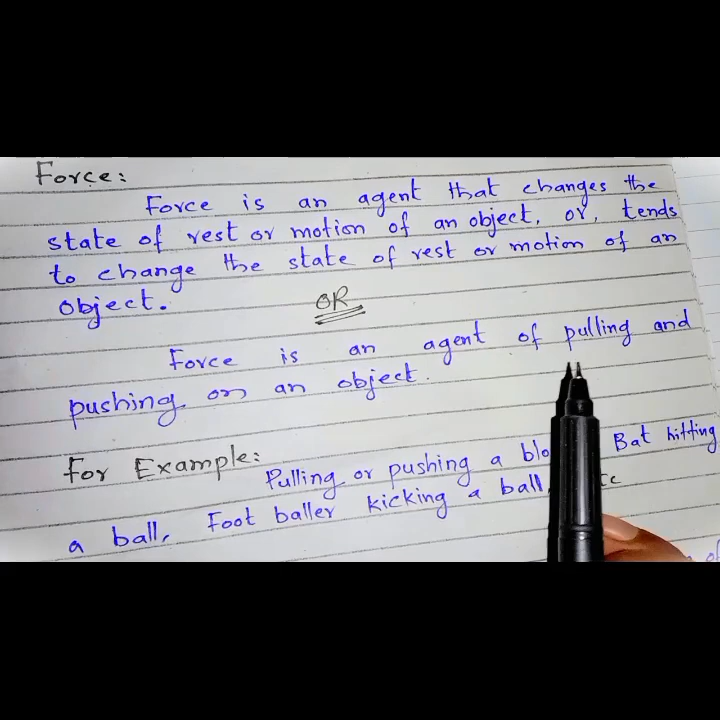 Force:
Force is an agent that changes the
state of rest or motion of an object, or, tends
to change the state of rest or motion of an
object.
OR
Force is an agent of pulling and
pushing on an object.
For Example:
Pulling or pushing a Bat hitting
a ball, Foot baller kicking a ball,